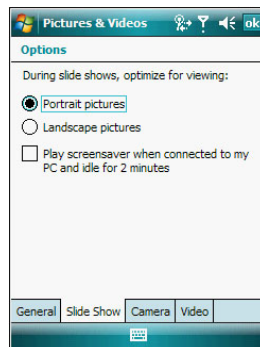 Pictures & Videos ok
Options
During slide shows, optimize for viewing:
Portrait pictures
Landscape pictures
Play screensaver when connected to my
PC and idle for 2 minutes
General Slide Show Camera Video